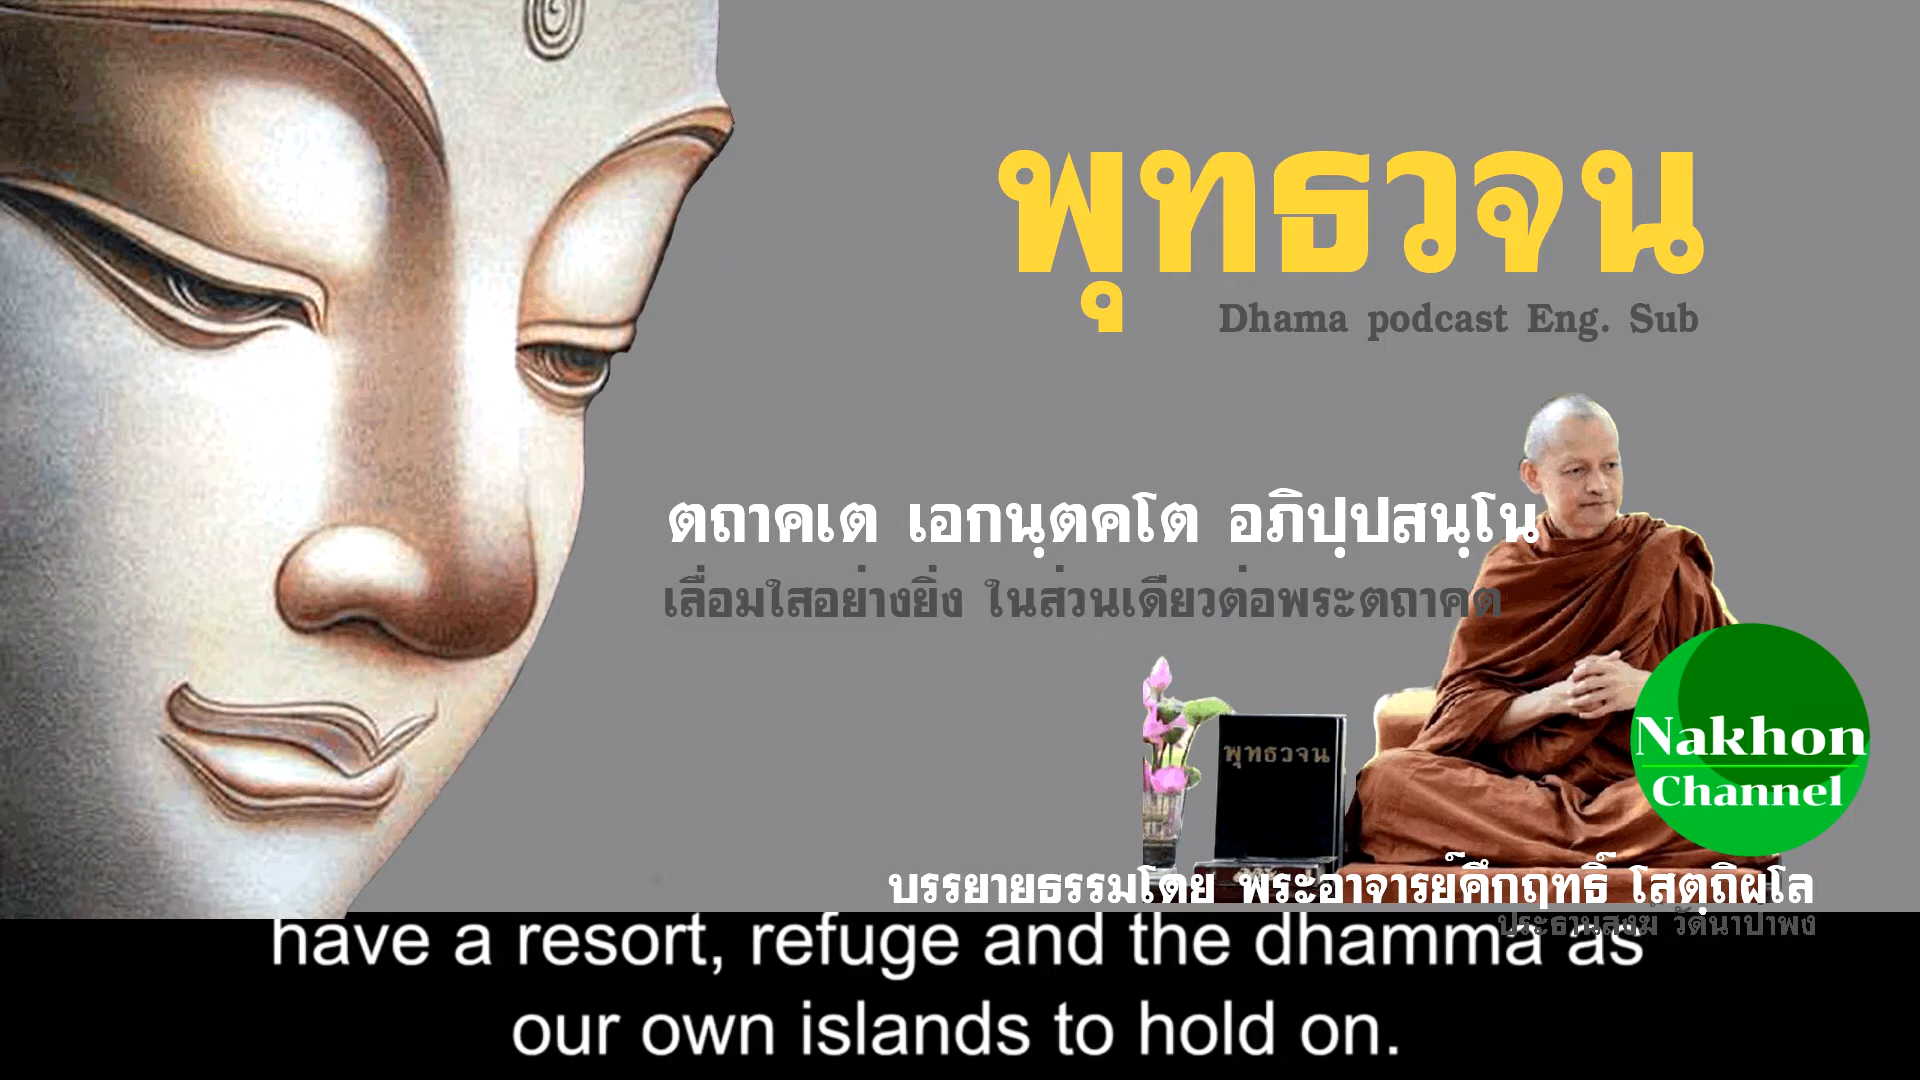 พุทธวจน
Dhama podcast Eng. Sub
ตถาคเต เอกนฺตคโต อภิปฺปสนฺโน
เลื่อมใสอย่างยิ่ง ในส่วนเดียวต่อพระตถาคต
พุทธวจน
Nakhon
Channel
บรรยายธรรมโดย พระอาจารย์คึกฤทธิ์ โสตฺถิผโล
ประธานสงฆ์ วัดนาป่าพง
have a resort, refuge and the dhamma as
our own islands to hold on.